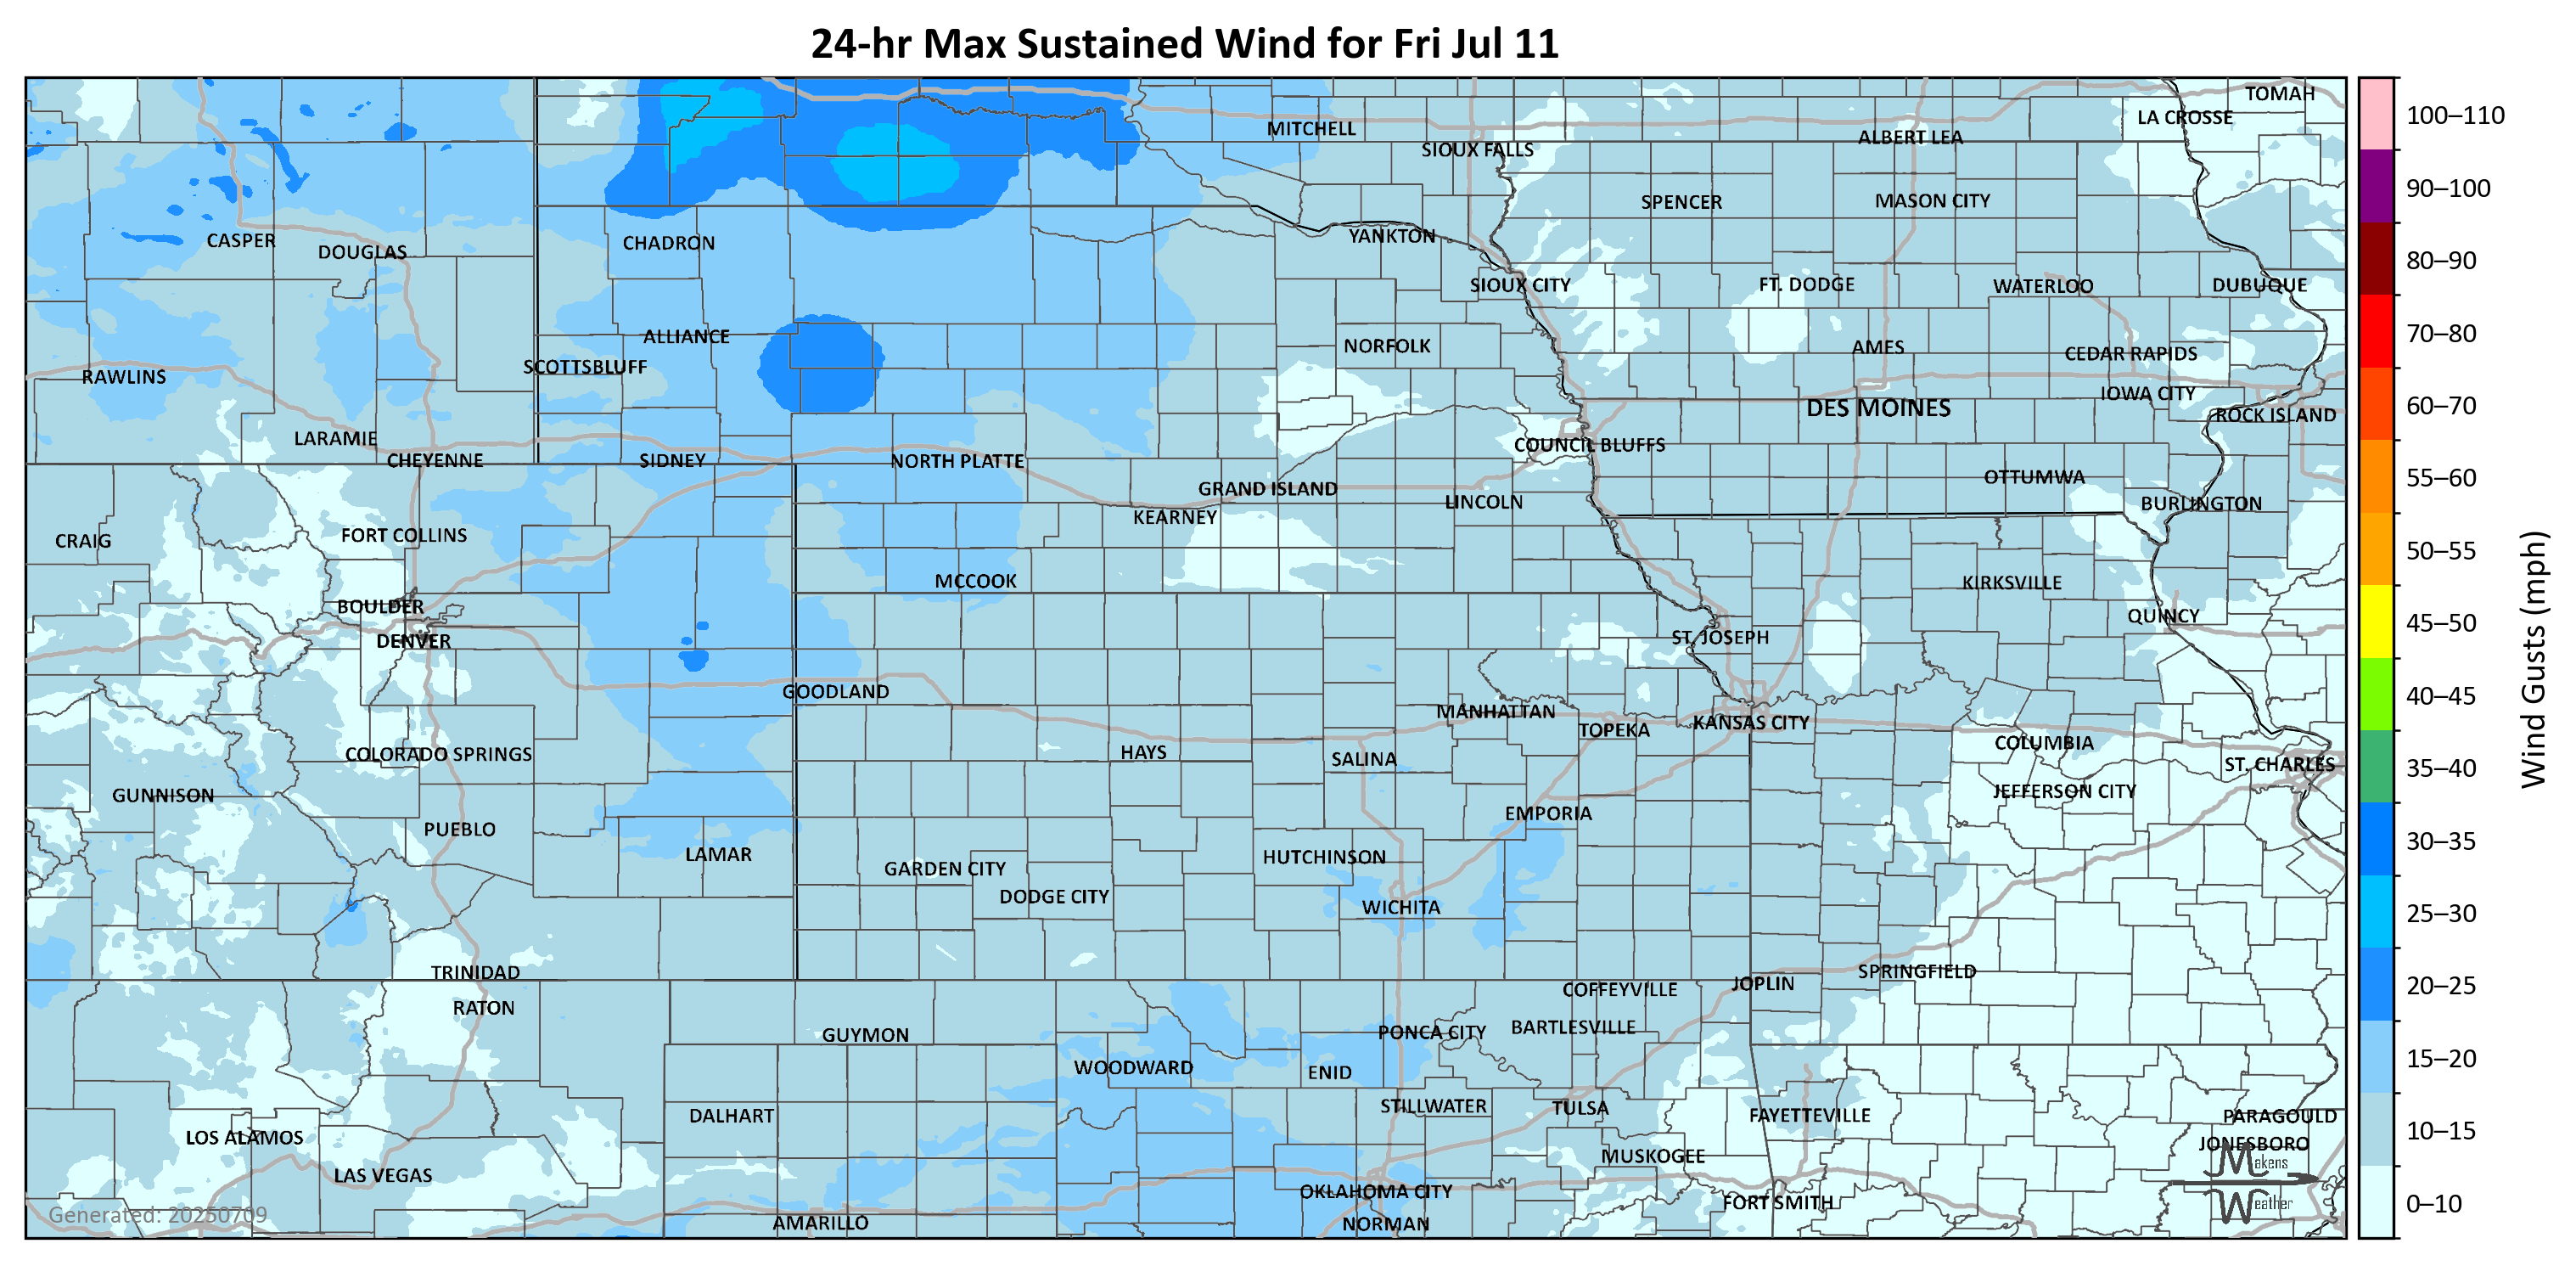 24-hr Max Sustained Wind for Fri Jul 11
TOMAH
LA CROSSE
MITCHELL
ALBERT LEA
SIOUX FALLS
SPENCER
MASON CITY
CASPER
DOUGLAS
CHADRON
YANKTON
SIOUX CITY
FT. DODGE
WATERLOO
DUBUQUE
ALLIANCE
NORFOLK
AMES
CEDAR RAPIDS
SCOTTSBLUFF
RAWLINS
IOWA CITY
DES MOINES
ROCK ISLAND
LARAMIE
COUNCIL BLUFFS
CHEYENNE
SIDNEY
NORTH PLATTE
OTTUMWA
GRAND ISLAND
LINCOLN
BURLINGTON
KEARNEY
FORT COLLINS
CRAIG
MCCOOK
KIRKSVILLE
BOULDER
QUINCY
DENVER
ST. JOSEPH
GOODLAND
MANHATTAN
TOPEKA
KANSAS CITY
COLUMBIA
COLORADO SPRINGS
HAYS
SALINA
ST. CHARLES
GUNNISON
JEFFERSON CITY
EMPORIA
PUEBLO
LAMAR
HUTCHINSON
GARDEN CITY
DODGE CITY
WICHITA
TRINIDAD
SPRINGFIELD
JOPLIN
COFFEYVILLE
RATON
GUYMON
PONCA CITY
BARTLESVILLE
WOODWARD
ENID
STILLWATER
TULSA
DALHART
FAYETTEVILLE
PARAGOULD
LOS ALAMOS
JONESBORO
MUSKOGEE
LAS VEGAS
OKLAHOMA CITY
FORT SMITH
AMARILLO
NORMAN
Generated: 20250709
Makens
Weather
100–110
90–100
80–90
70–80
60–70
55–60
50–55
45–50
40–45
35–40
30–35
25–30
20–25
15–20
10–15
0–10
Wind Gusts (mph)